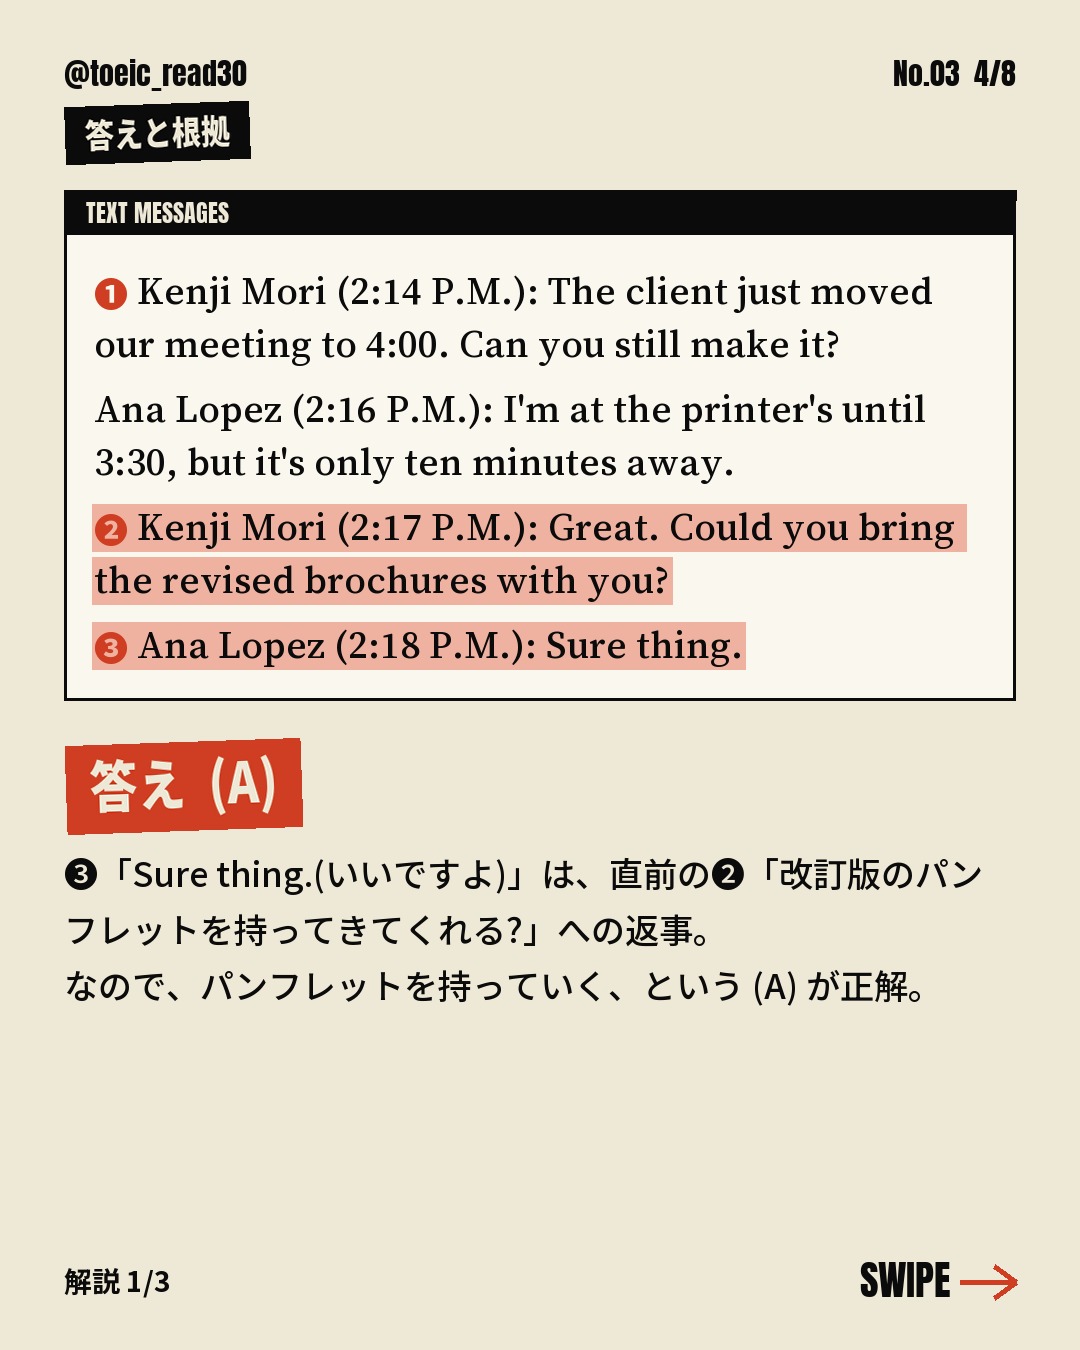 @toeic_read30
No.03 4/8
答えと根拠
TEXT MESSAGES
❶ Kenji Mori (2:14 P.M.): The client just moved
our meeting to 4:00. Can you still make it?
Ana Lopez (2:16 P.M.): I'm at the printer's until
3:30, but it's only ten minutes away.
❷ Kenji Mori (2:17 P.M.): Great. Could you bring
the revised brochures with you?
❸ Ana Lopez (2:18 P.M.): Sure thing.
答え (A)
❸「Sure thing.(いいですよ)」は、直前の❷「改訂版のパン
フレットを持ってきてくれる?」への返事。
なので、パンフレットを持っていく、という (A) が正解。
解説 1/3
SWIPE